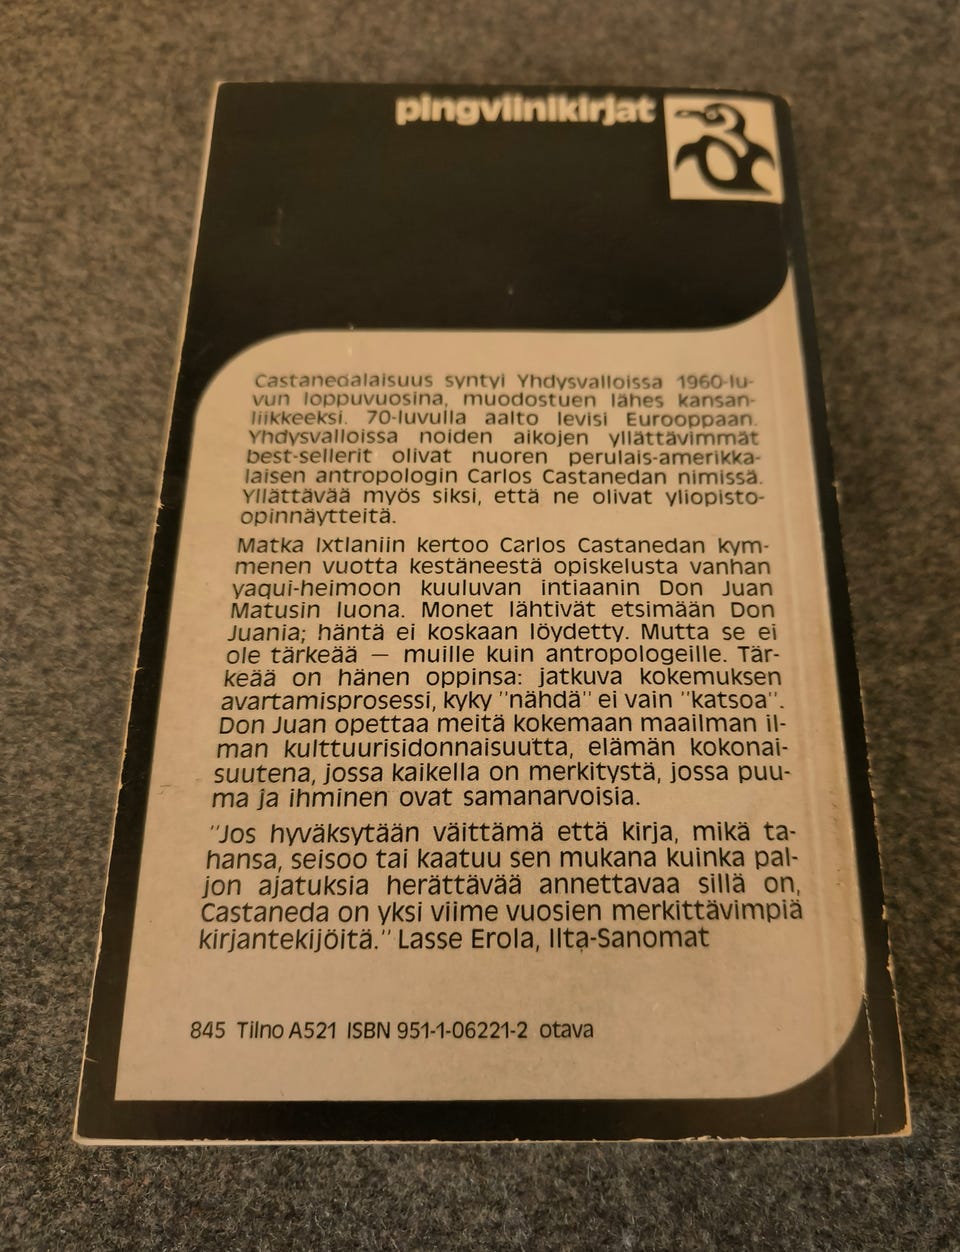 pingviinikirjat
Castanedalaisuus syntyi Yhdysvalloissa 1960-lu-
vun loppuvuosina, muodostuen lähes kansan-
liikkeeksi. 70-luvulla aalto levisi Eurooppaan.
Yhdysvalloissa noiden aikojen yllättävimmät
best-sellerit olivat nuoren perulais-amerikka-
laisen antropologin Carlos Castanedan nimissä.
Yllättävää myös siksi, että ne olivat yliopisto-
opinnäytteitä.
Matka Ixtlaniin kertoo Carlos Castanedan kym-
menen vuotta kestäneestä opiskelusta vanhan
yaqui-heimoon kuuluvan intiaanin Don Juan
Matusin luona. Monet lähtivät etsimään Don
Juania; häntä ei koskaan löydetty. Mutta se ei
ole tärkeää — muille kuin antropologeille. Tär-
keää on hänen oppinsa: jatkuva kokemuksen
avartamisprosessi, kyky "nähdä" ei vain "katsoa".
Don Juan opettaa meitä kokemaan maailman il-
man kulttuurisidonnaisuutta, elämän kokonai-
suutena, jossa kaikella on merkitystä, jossa puu-
ma ja ihminen ovat samanarvoisia.
"Jos hyväksytään väittämä että kirja, mikä ta-
hansa, seisoo tai kaatuu sen mukana kuinka pal-
jon ajatuksia herättävää annettavaa sillä on,
Castaneda on yksi viime vuosien merkittävimpiä
kirjantekijöitä." Lasse Erola, Ilta-Sanomat
845 Tilno A521 ISBN 951-1-06221-2 otava